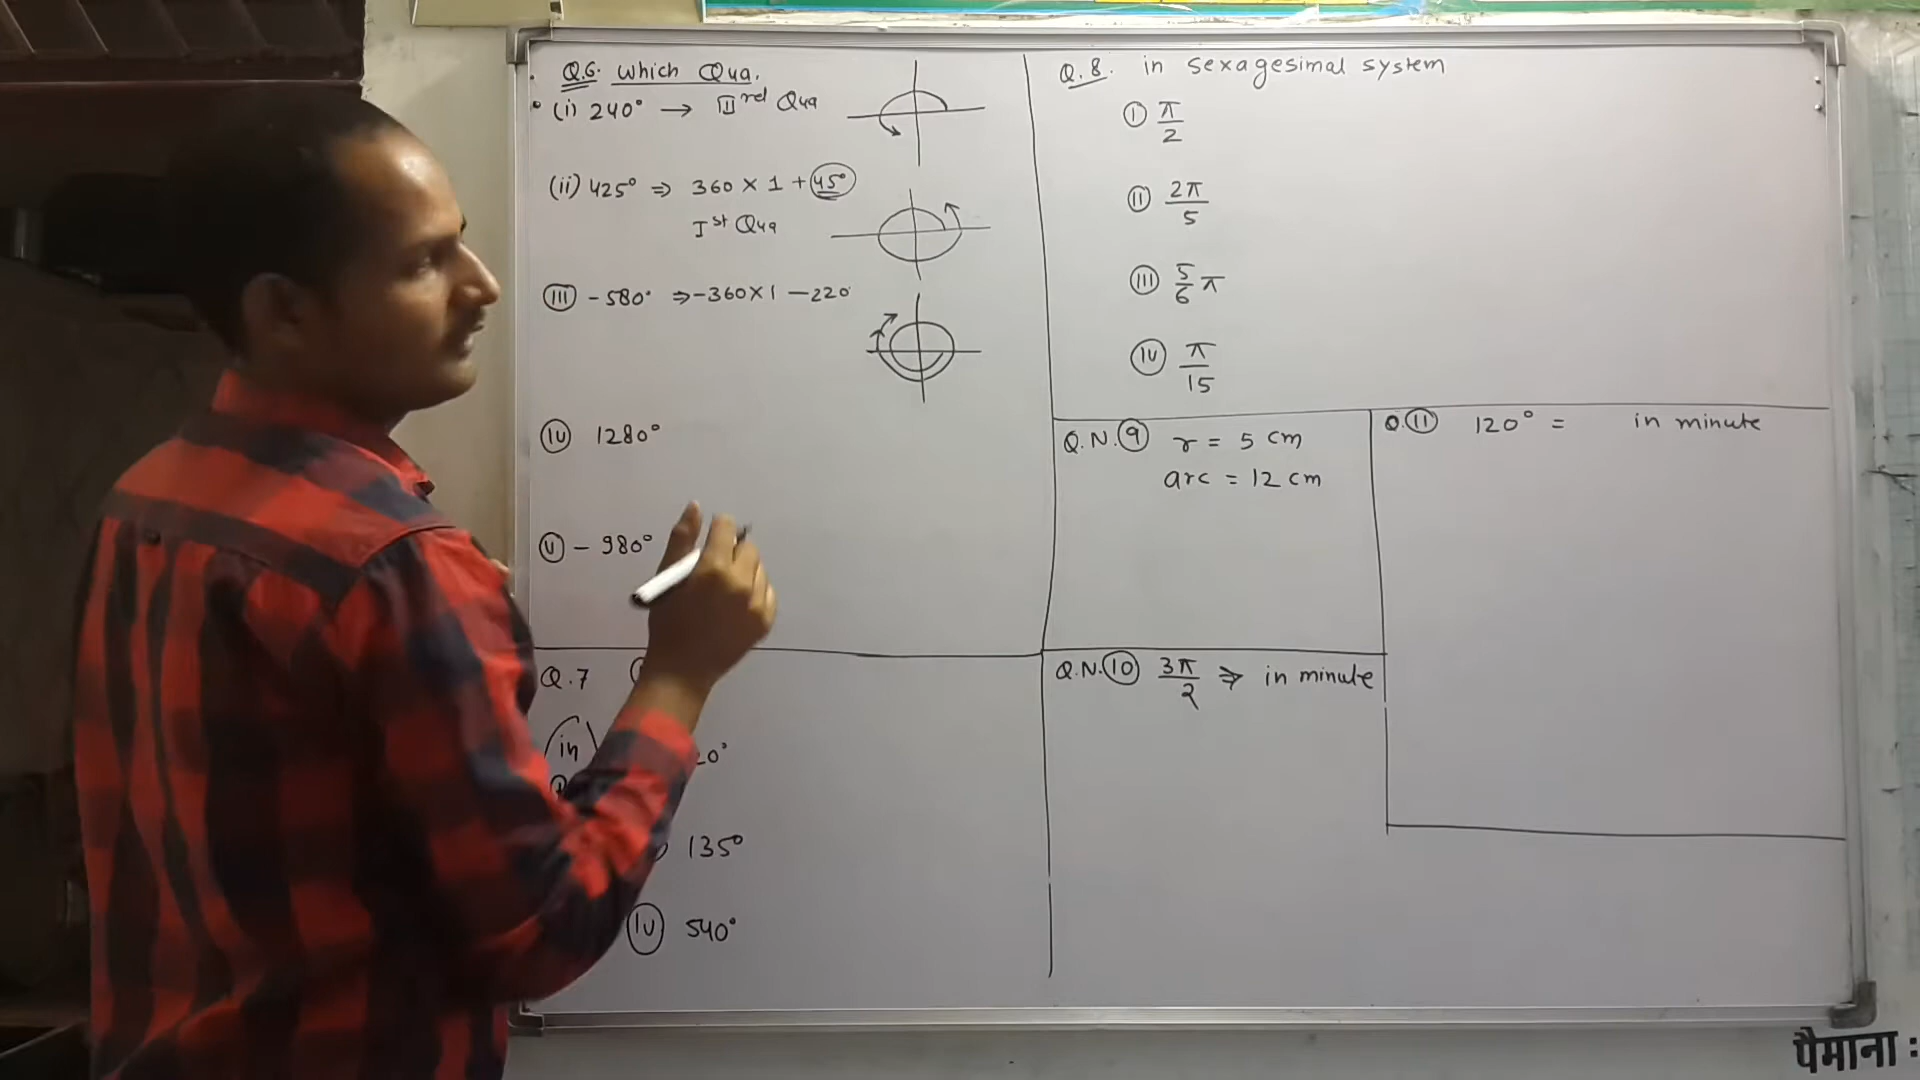 Q.6. Which Qua.
(i) 240° → III rd Qua
(ii) 425° ⇒ 360 × 1 + 45°
I st Qua
(III) - 580° ⇒ -360×1 - 220
(IV) 1280°
(V) - 980°
Q.7
in
20°
135°
(IV) 540°
Q.8. in sexagesimal system
(I) π/2
(II) 2π/5
(III) 5/6 π
(IV) π/15
Q.N.(9) r = 5 cm
arc = 12 cm
Q.N.(10) 3π/2 ⇒ in minute
Q.(11) 120° = in minute
पैमाना :